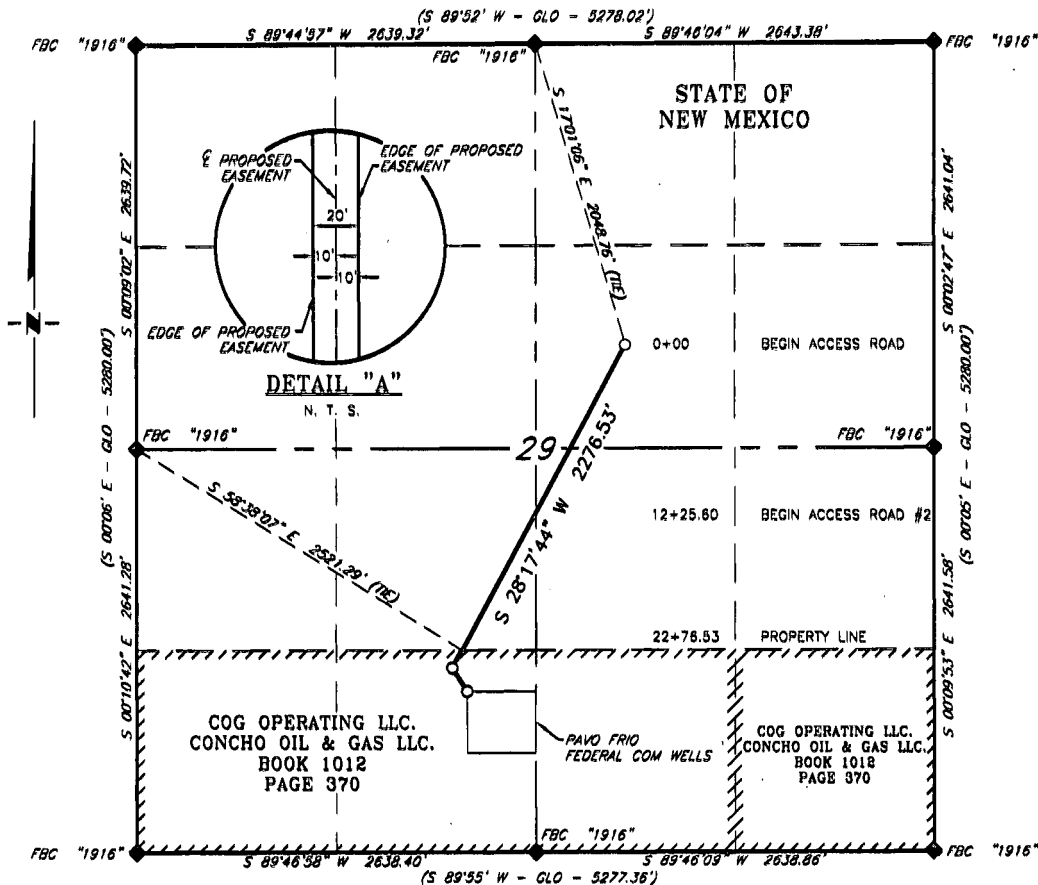 (S 89°52' W - GLO - 5278.02')
S 89°44'57" W 2639.32'
S 89°46'04" W 2643.38'
FBC "1916"
FBC "1916"
FBC "1916"
STATE OF
NEW MEXICO
S 17°01'06" E 2048.76' (TIE)
℄ PROPOSED
EASEMENT
EDGE OF PROPOSED
EASEMENT
20'
10'
10'
EDGE OF PROPOSED
EASEMENT
DETAIL "A"
N. T. S.
S 00°09'02" E 2639.72'
(S 00°06' E - GLO - 5280.00')
S 00°10'42" E 2641.28'
S 00°02'47" E 2641.04'
(S 00°05' E - GLO - 5280.00')
S 00°09'53" E 2641.58'
N
0+00 BEGIN ACCESS ROAD
FBC "1916"
29
FBC "1916"
S 28°17'44" W 2276.53'
12+25.60 BEGIN ACCESS ROAD #2
S 58°38'07" E 2521.29' (TIE)
22+76.53 PROPERTY LINE
COG OPERATING LLC.
CONCHO OIL & GAS LLC.
BOOK 1012
PAGE 370
PAVO FRIO
FEDERAL COM WELLS
COG OPERATING LLC.
CONCHO OIL & GAS LLC.
BOOK 1012
PAGE 370
FBC "1916"
FBC "1916"
FBC "1916"
S 89°46'58" W 2638.40'
S 89°46'09" W 2638.86'
(S 89°55' W - GLO - 5277.36')